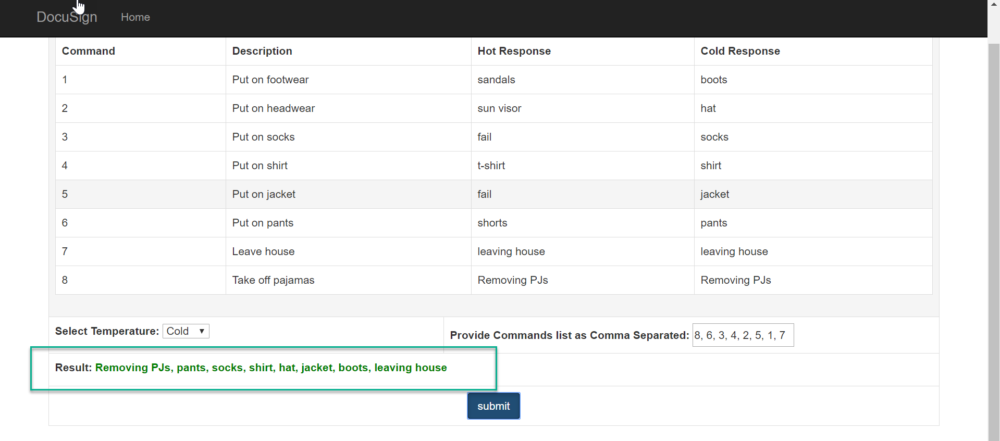 DocuSign Home
Command Description Hot Response Cold Response
1 Put on footwear sandals boots
2 Put on headwear sun visor hat
3 Put on socks fail socks
4 Put on shirt t-shirt shirt
5 Put on jacket fail jacket
6 Put on pants shorts pants
7 Leave house leaving house leaving house
8 Take off pajamas Removing PJs Removing PJs
Select Temperature: Cold Provide Commands list as Comma Separated: 8, 6, 3, 4, 2, 5, 1, 7
Result: Removing PJs, pants, socks, shirt, hat, jacket, boots, leaving house
submit